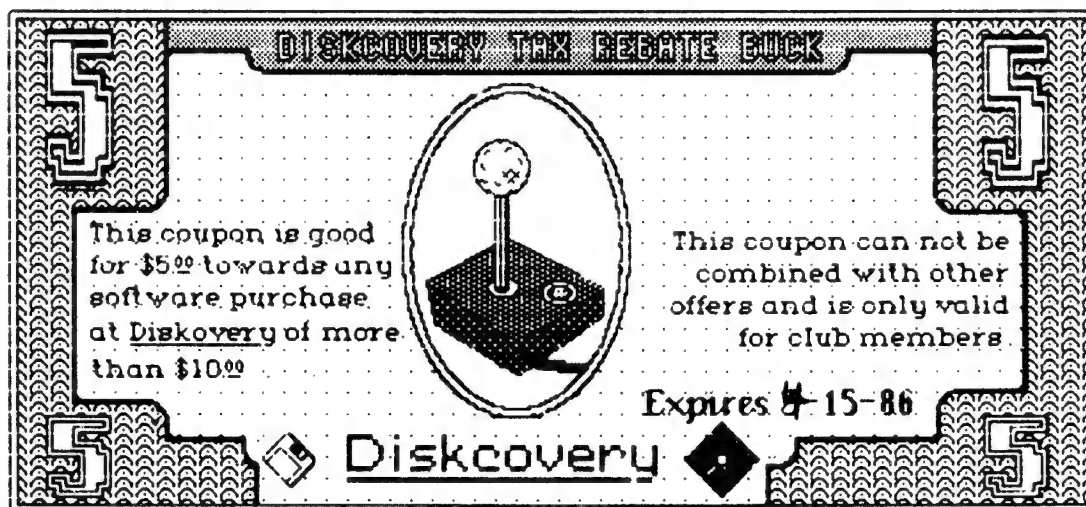 DISKCOVERY TAX REBATE BUCK
5
5
This coupon is good
for $5.00 towards any
software purchase
at Diskovery of more
than $10.00
This coupon can not be
combined with other
offers and is only valid
for club members.
Expires 4-15-86
Diskcovery
5
5